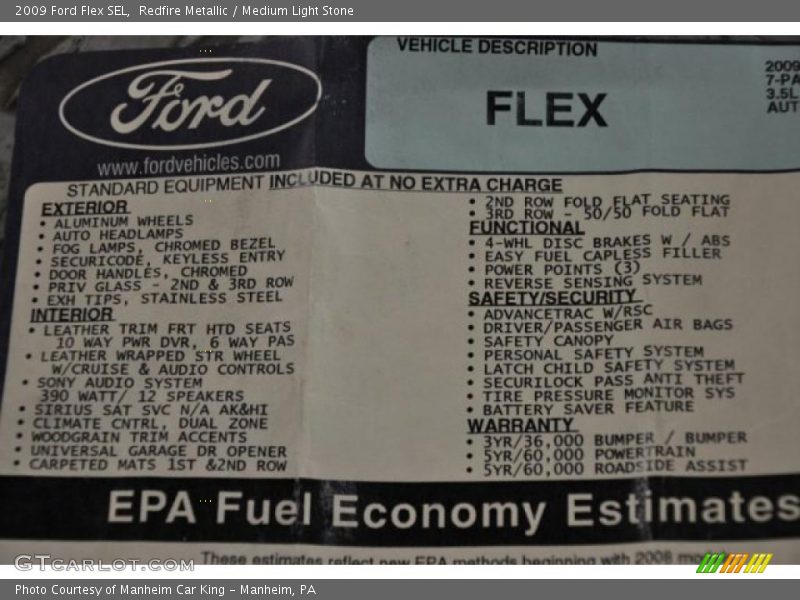 2009 Ford Flex SEL,  Redfire Metallic / Medium Light Stone
Ford
www.fordvehicles.com
VEHICLE DESCRIPTION
FLEX
2009
7-PA
3.5L
AUT
STANDARD EQUIPMENT INCLUDED AT NO EXTRA CHARGE
EXTERIOR
• ALUMINUM WHEELS
• AUTO HEADLAMPS
• FOG LAMPS, CHROMED BEZEL
• SECURICODE, KEYLESS ENTRY
• DOOR HANDLES, CHROMED
• PRIV GLASS - 2ND & 3RD ROW
• EXH TIPS, STAINLESS STEEL
INTERIOR
• LEATHER TRIM FRT HTD SEATS
10 WAY PWR DVR, 6 WAY PAS
• LEATHER WRAPPED STR WHEEL
W/CRUISE & AUDIO CONTROLS
• SONY AUDIO SYSTEM
390 WATT/ 12 SPEAKERS
• SIRIUS SAT SVC N/A AK&HI
• CLIMATE CNTRL, DUAL ZONE
• WOODGRAIN TRIM ACCENTS
• UNIVERSAL GARAGE DR OPENER
• CARPETED MATS 1ST &2ND ROW
• 2ND ROW FOLD FLAT SEATING
• 3RD ROW - 50/50 FOLD FLAT
FUNCTIONAL
• 4-WHL DISC BRAKES W / ABS
• EASY FUEL CAPLESS FILLER
• POWER POINTS (3)
• REVERSE SENSING SYSTEM
SAFETY/SECURITY
• ADVANCETRAC W/RSC
• DRIVER/PASSENGER AIR BAGS
• SAFETY CANOPY
• PERSONAL SAFETY SYSTEM
• LATCH CHILD SAFETY SYSTEM
• SECURILOCK PASS ANTI THEFT
• TIRE PRESSURE MONITOR SYS
• BATTERY SAVER FEATURE
WARRANTY
• 3YR/36,000 BUMPER / BUMPER
• 5YR/60,000 POWERTRAIN
• 5YR/60,000 ROADSIDE ASSIST
EPA Fuel Economy Estimates
These estimates reflect new EPA methods beginning with 2008 mo
GTCARLOT.COM
Photo Courtesy of Manheim Car King - Manheim, PA